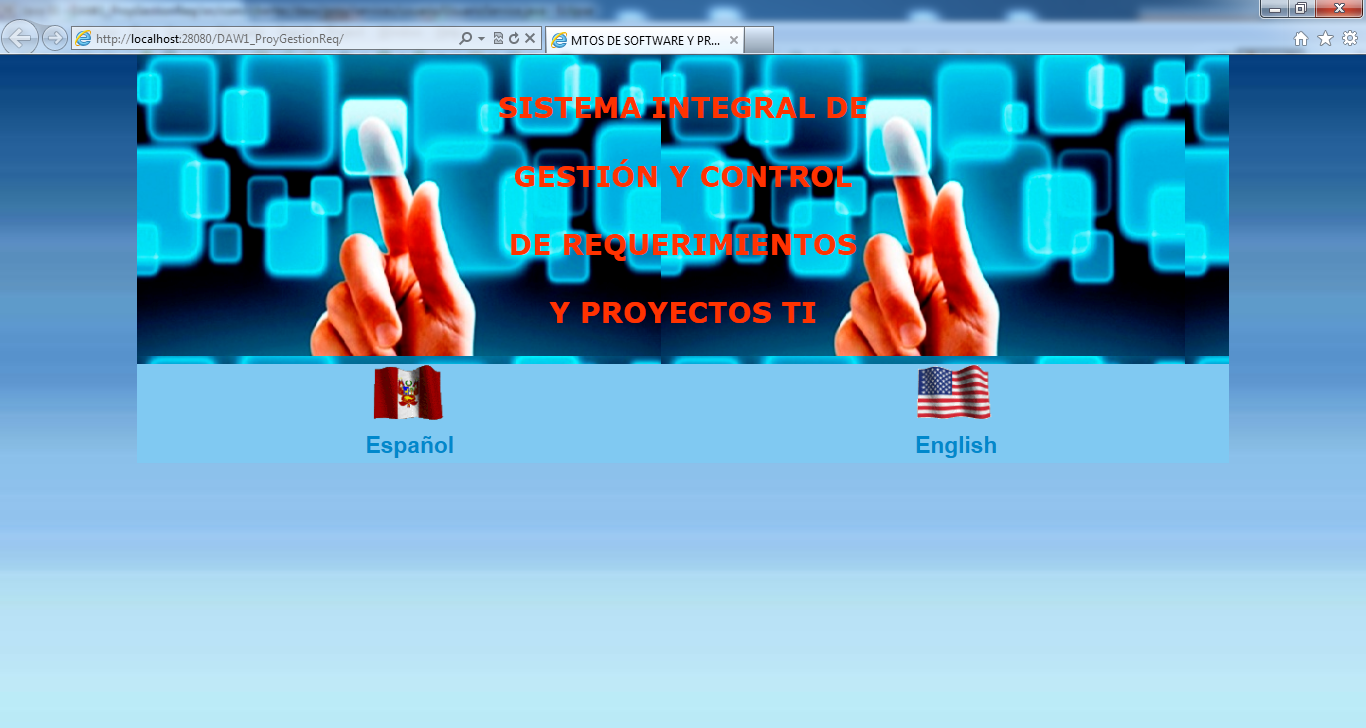 http://localhost:28080/DAW1_ProyGestionReq/
MTOS DE SOFTWARE Y PR...
SISTEMA INTEGRAL DE
GESTIÓN Y CONTROL
DE REQUERIMIENTOS
Y PROYECTOS TI
Español
English